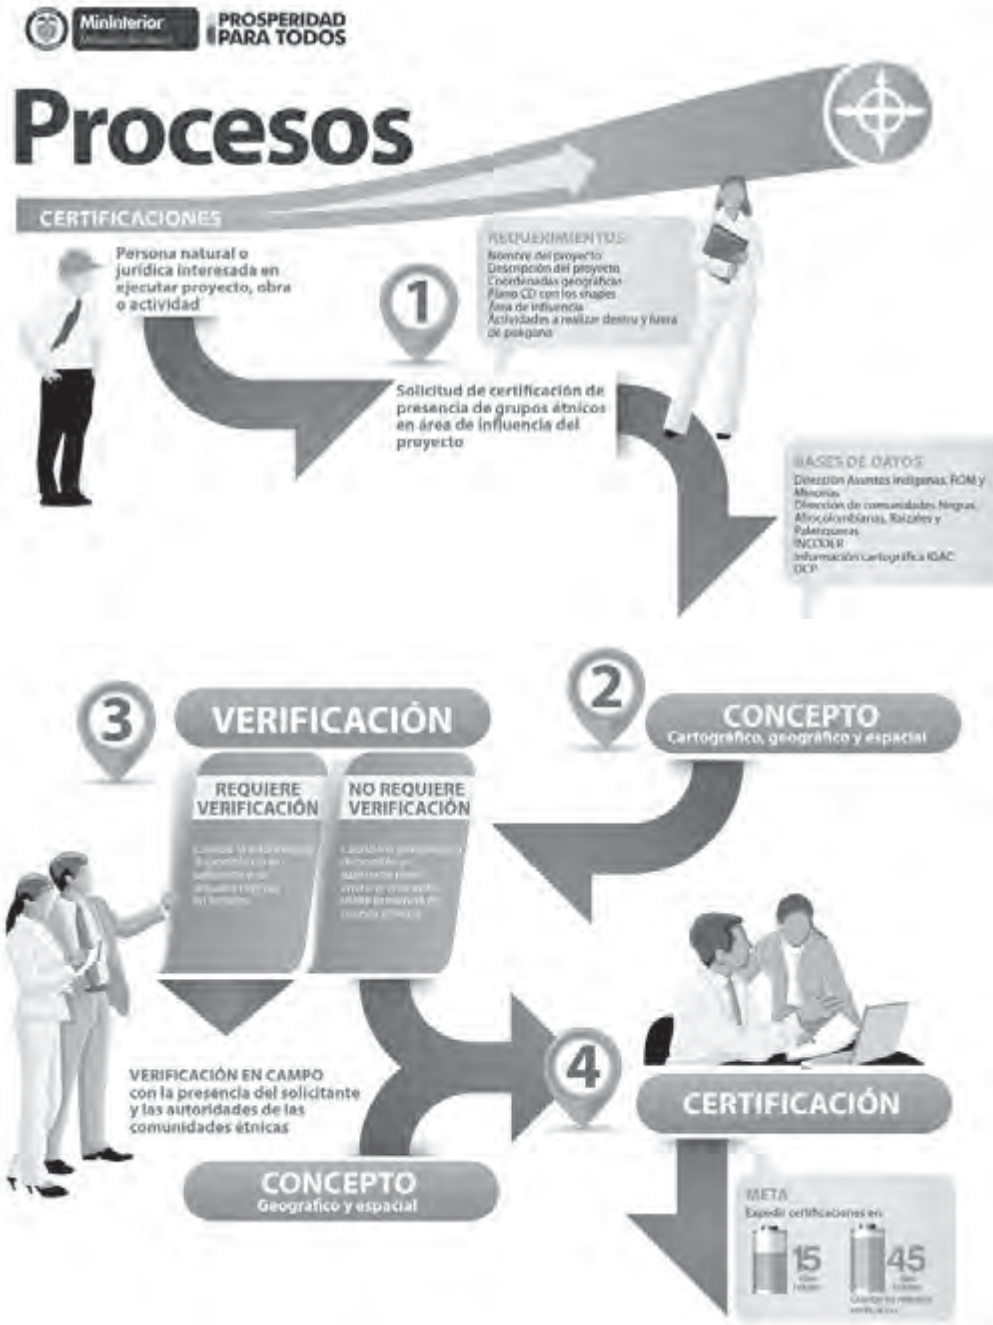 MinInterior
PROSPERIDAD
PARA TODOS
Procesos
CERTIFICACIONES
Persona natural o
jurídica interesada en
ejecutar proyecto, obra
o actividad
1
REQUERIMIENTOS
Nombre del proyecto
Descripción del proyecto
Coordenadas geográficas
Plano CD con los shapes
Área de influencia
Actividades a realizar dentro y fuera
de polígono
Solicitud de certificación de
presencia de grupos étnicos
en área de influencia del
proyecto
BASES DE DATOS
Dirección Asuntos Indígenas, ROM y
Minorías
Dirección de comunidades Negras,
Afrocolombianas, Raizales y
Palenqueras
INCODER
Información cartográfica IGAC
DCP
2
CONCEPTO
Cartográfico, geográfico y espacial
3
VERIFICACIÓN
REQUIERE
VERIFICACIÓN
NO REQUIERE
VERIFICACIÓN
VERIFICACIÓN EN CAMPO
con la presencia del solicitante
y las autoridades de las
comunidades étnicas
CONCEPTO
Geográfico y espacial
4
CERTIFICACIÓN
META
Expedir certificaciones en:
15
45